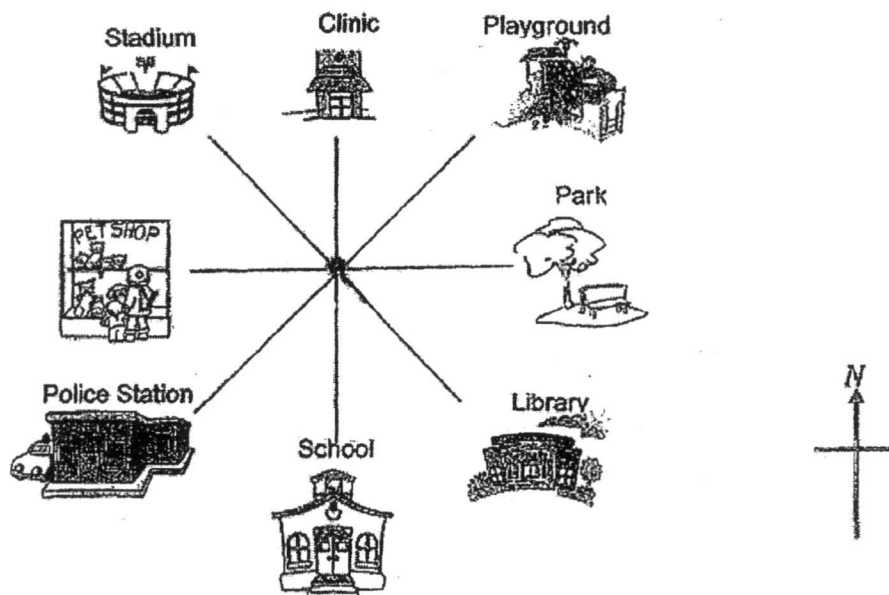 Stadium
Clinic
Playground
Park
PET SHOP
Police Station
Library
School
N